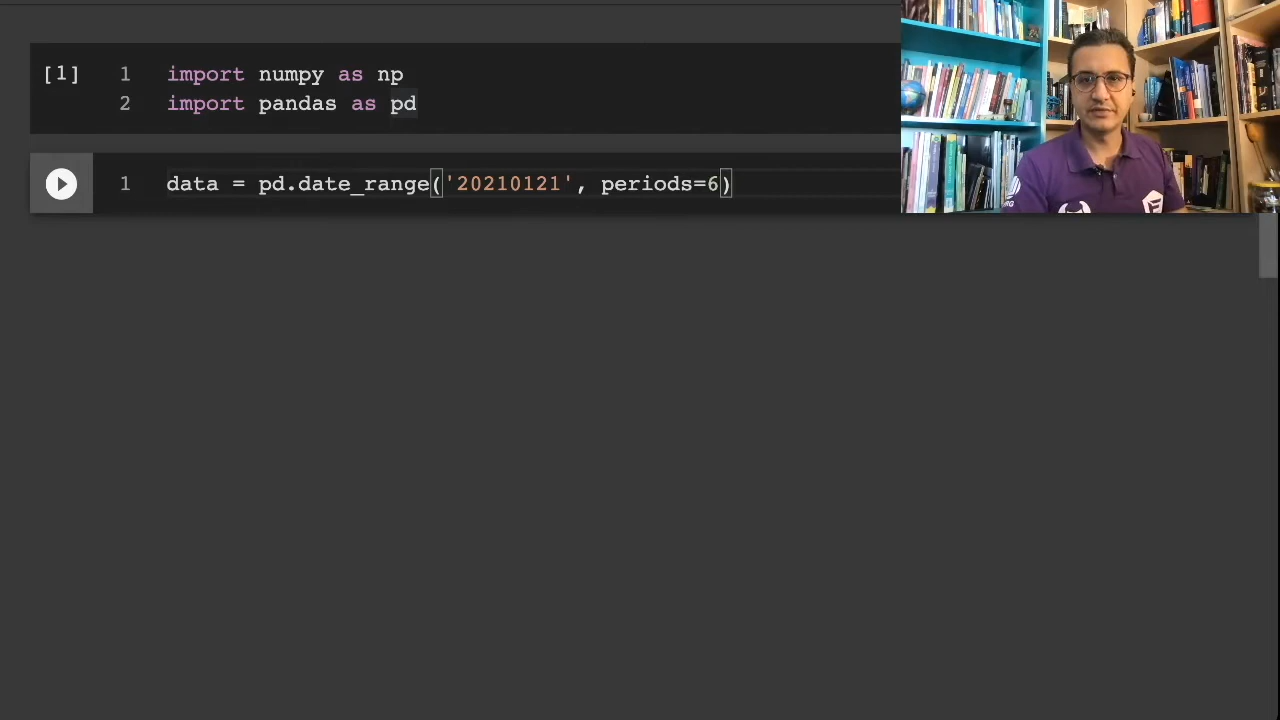 [1] 1 import numpy as np
2 import pandas as pd
1 data = pd.date_range('20210121', periods=6)